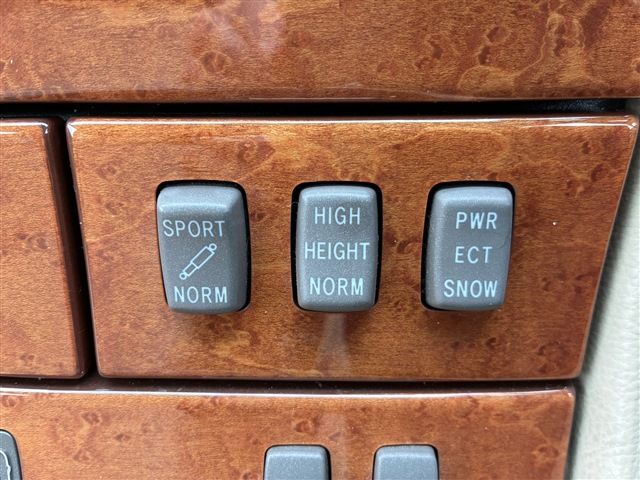 SPORT
NORM
HIGH
HEIGHT
NORM
PWR
ECT
SNOW